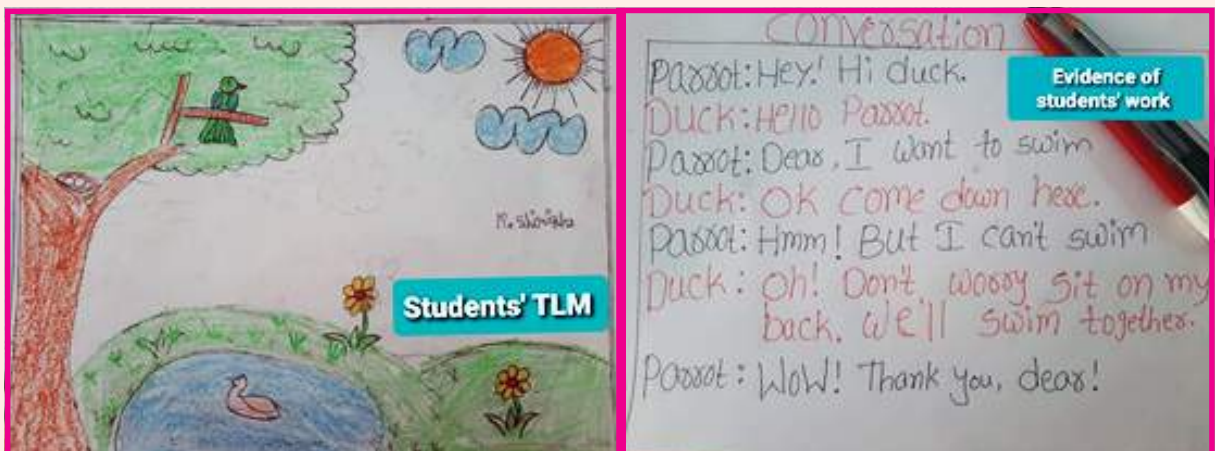 M. Shivikha
Students' TLM
Conversation
Evidence of
students' work
Parrot: Hey! Hi duck.
Duck: Hello Parrot.
Parrot: Dear, I want to swim
Duck: OK come down here.
Parrot: Hmm! But I can't swim
Duck: Oh! Don't worry sit on my
back. We'll swim together.
Parrot: WoW! Thank you, dear!